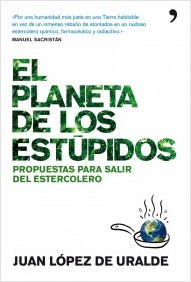 «Por una humanidad más justa en una Tierra habitable
en vez de un inmenso rebaño de atontados en un ruidoso
estercolero químico, farmacéutico y radiactivo.»
MANUEL SACRISTÁN
EL
PLANETA
DE LOS
ESTÚPIDOS
PROPUESTAS PARA SALIR
DEL ESTERCOLERO
JUAN LÓPEZ DE URALDE